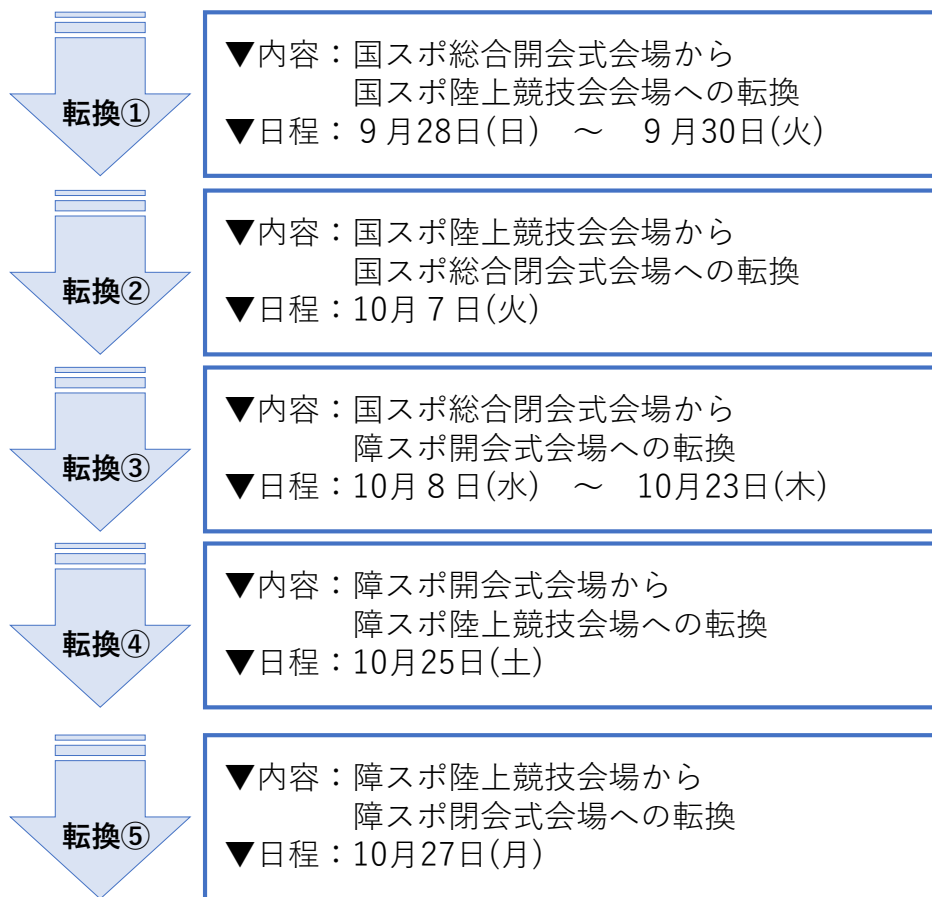 転換①
▼内容：国スポ総合開会式会場から
国スポ陸上競技会会場への転換
▼日程：９月28日(日)　～　９月30日(火)
転換②
▼内容：国スポ陸上競技会会場から
国スポ総合閉会式会場への転換
▼日程：10月７日(火)
転換③
▼内容：国スポ総合閉会式会場から
障スポ開会式会場への転換
▼日程：10月８日(水)　～　10月23日(木)
転換④
▼内容：障スポ開会式会場から
障スポ陸上競技会場への転換
▼日程：10月25日(土)
転換⑤
▼内容：障スポ陸上競技会場から
障スポ閉会式会場への転換
▼日程：10月27日(月)